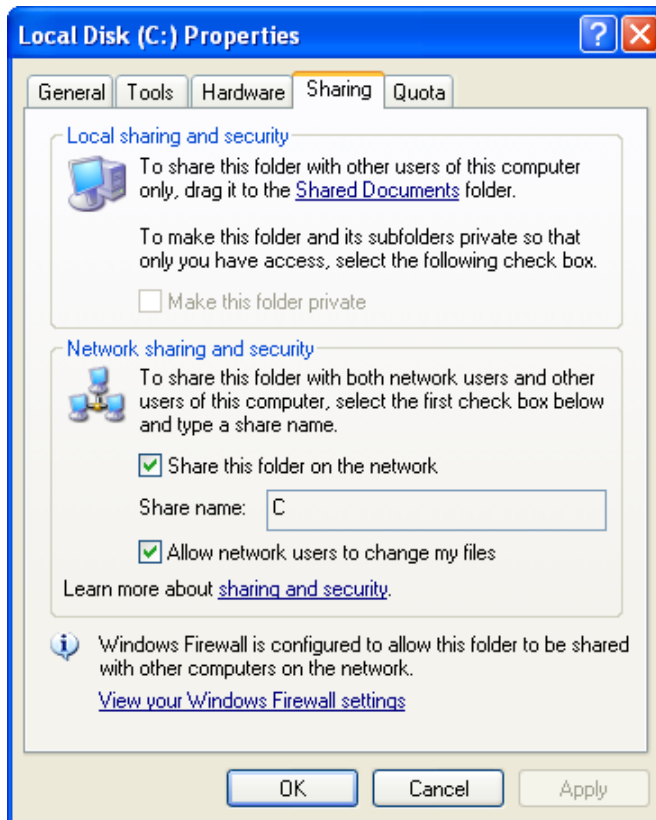 Local Disk (C:) Properties
General Tools Hardware Sharing Quota
Local sharing and security
To share this folder with other users of this computer
only, drag it to the Shared Documents folder.
To make this folder and its subfolders private so that
only you have access, select the following check box.
Make this folder private
Network sharing and security
To share this folder with both network users and other
users of this computer, select the first check box below
and type a share name.
Share this folder on the network
Share name: C
Allow network users to change my files
Learn more about sharing and security.
Windows Firewall is configured to allow this folder to be shared
with other computers on the network.
View your Windows Firewall settings
OK Cancel Apply